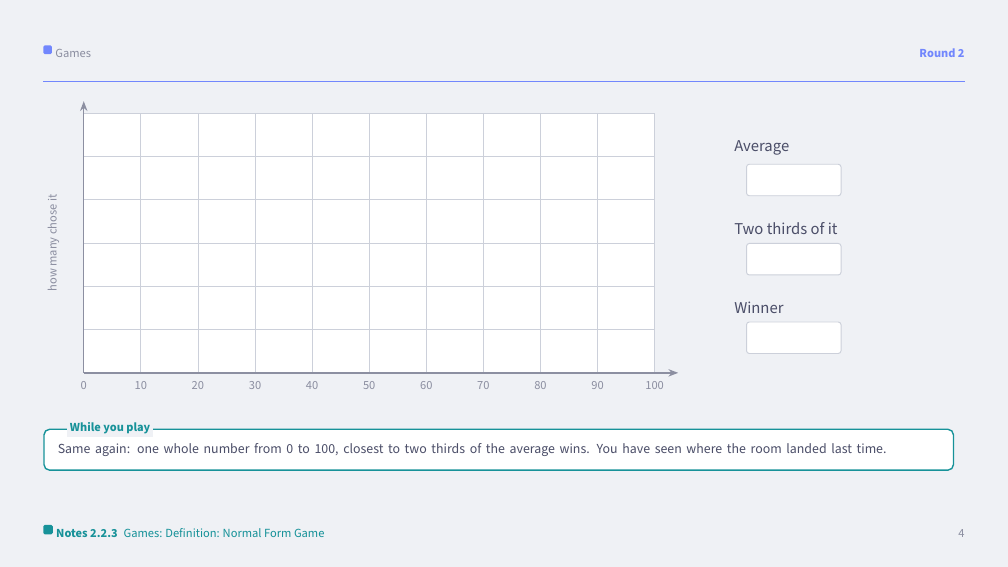 Games
Round 2
how many chose it
0 10 20 30 40 50 60 70 80 90 100
Average
Two thirds of it
Winner
While you play
Same again: one whole number from 0 to 100, closest to two thirds of the average wins. You have seen where the room landed last time.
Notes 2.2.3 Games: Definition: Normal Form Game
4